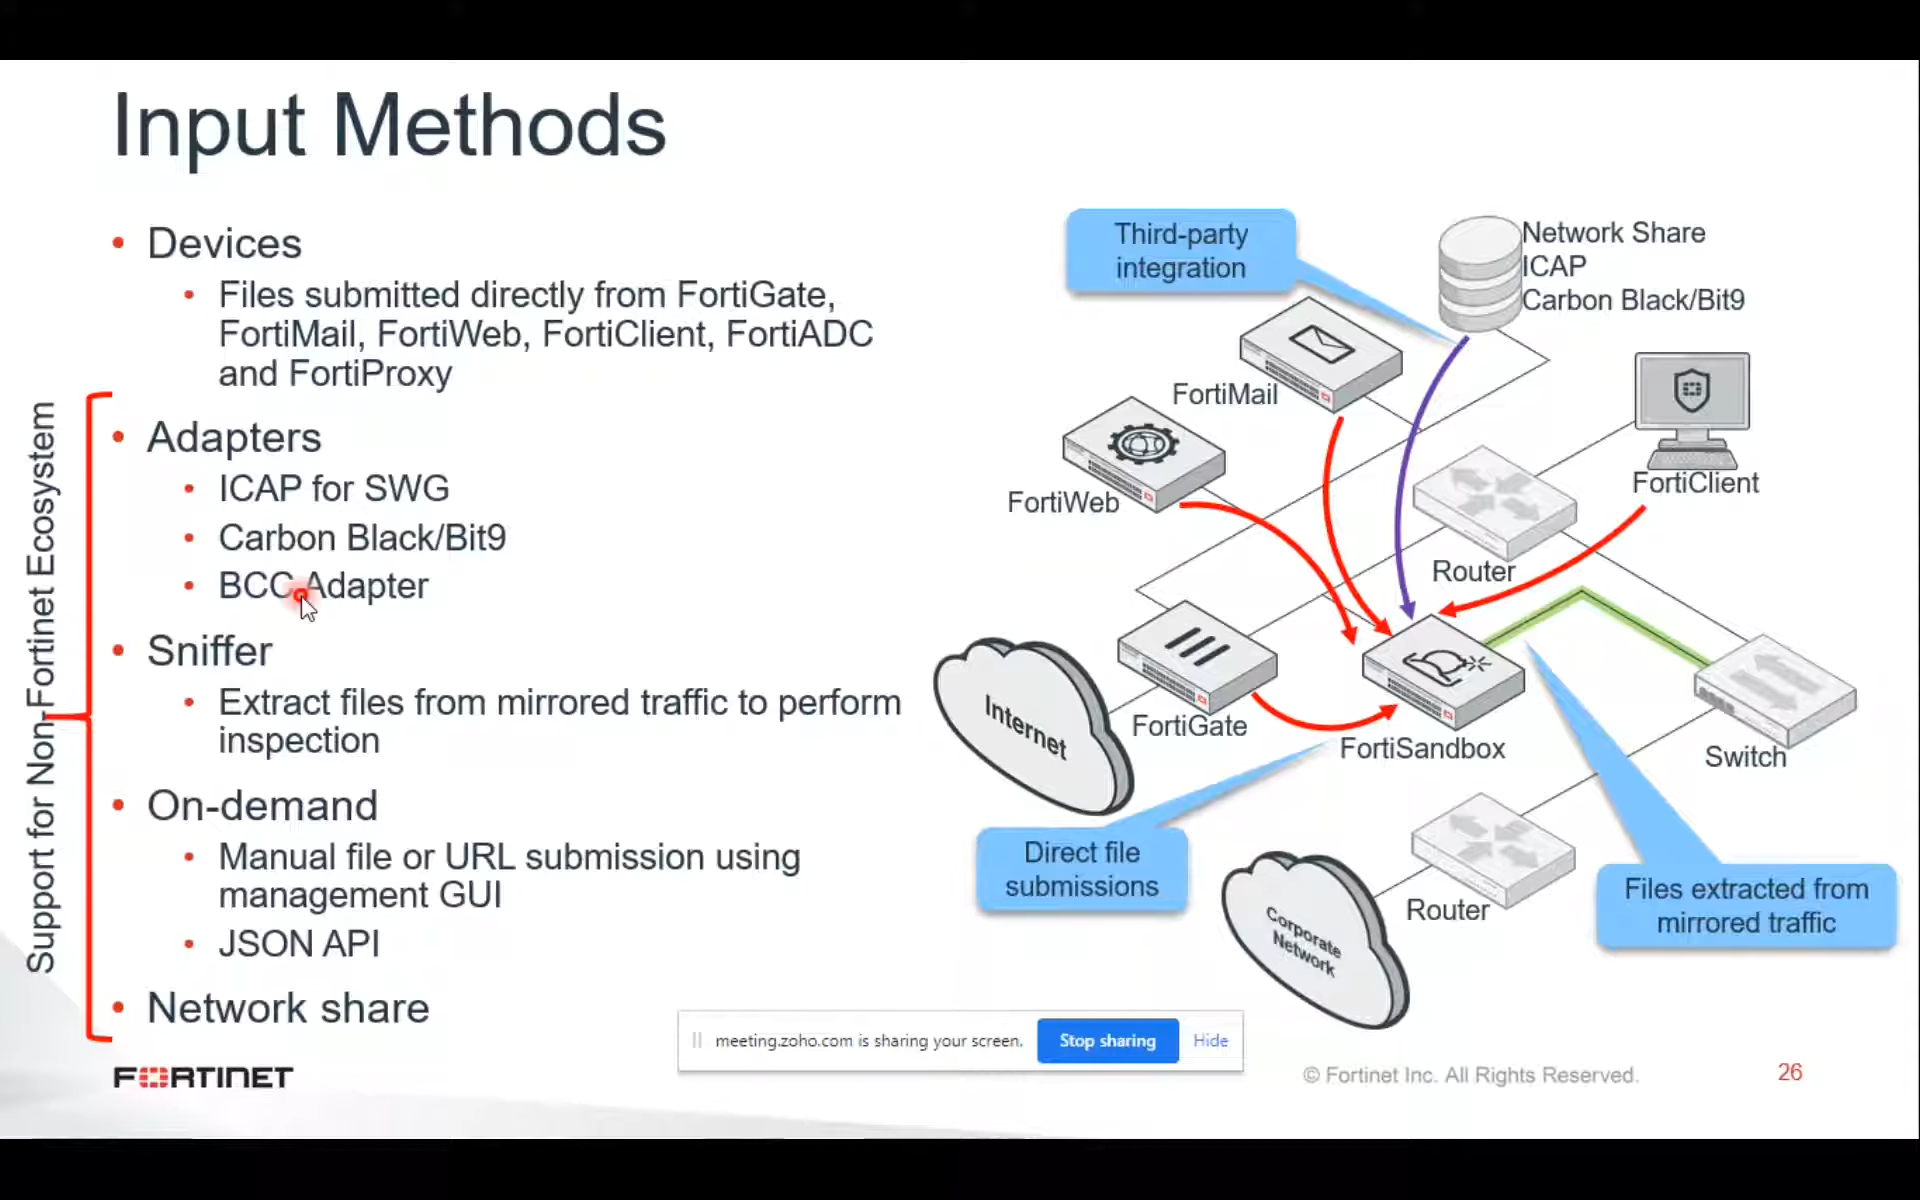 Input Methods
• Devices
• Files submitted directly from FortiGate,
FortiMail, FortiWeb, FortiClient, FortiADC
and FortiProxy
Support for Non-Fortinet Ecosystem
• Adapters
• ICAP for SWG
• Carbon Black/Bit9
• BCC Adapter
• Sniffer
• Extract files from mirrored traffic to perform
inspection
• On-demand
• Manual file or URL submission using
management GUI
• JSON API
• Network share
Third-party
integration
Network Share
ICAP
Carbon Black/Bit9
FortiMail
FortiWeb
FortiClient
Router
Internet
FortiGate
FortiSandbox
Switch
Direct file
submissions
Corporate
Network
Router
Files extracted from
mirrored traffic
meeting.zoho.com is sharing your screen.
Stop sharing
Hide
FORTINET
© Fortinet Inc. All Rights Reserved.
26